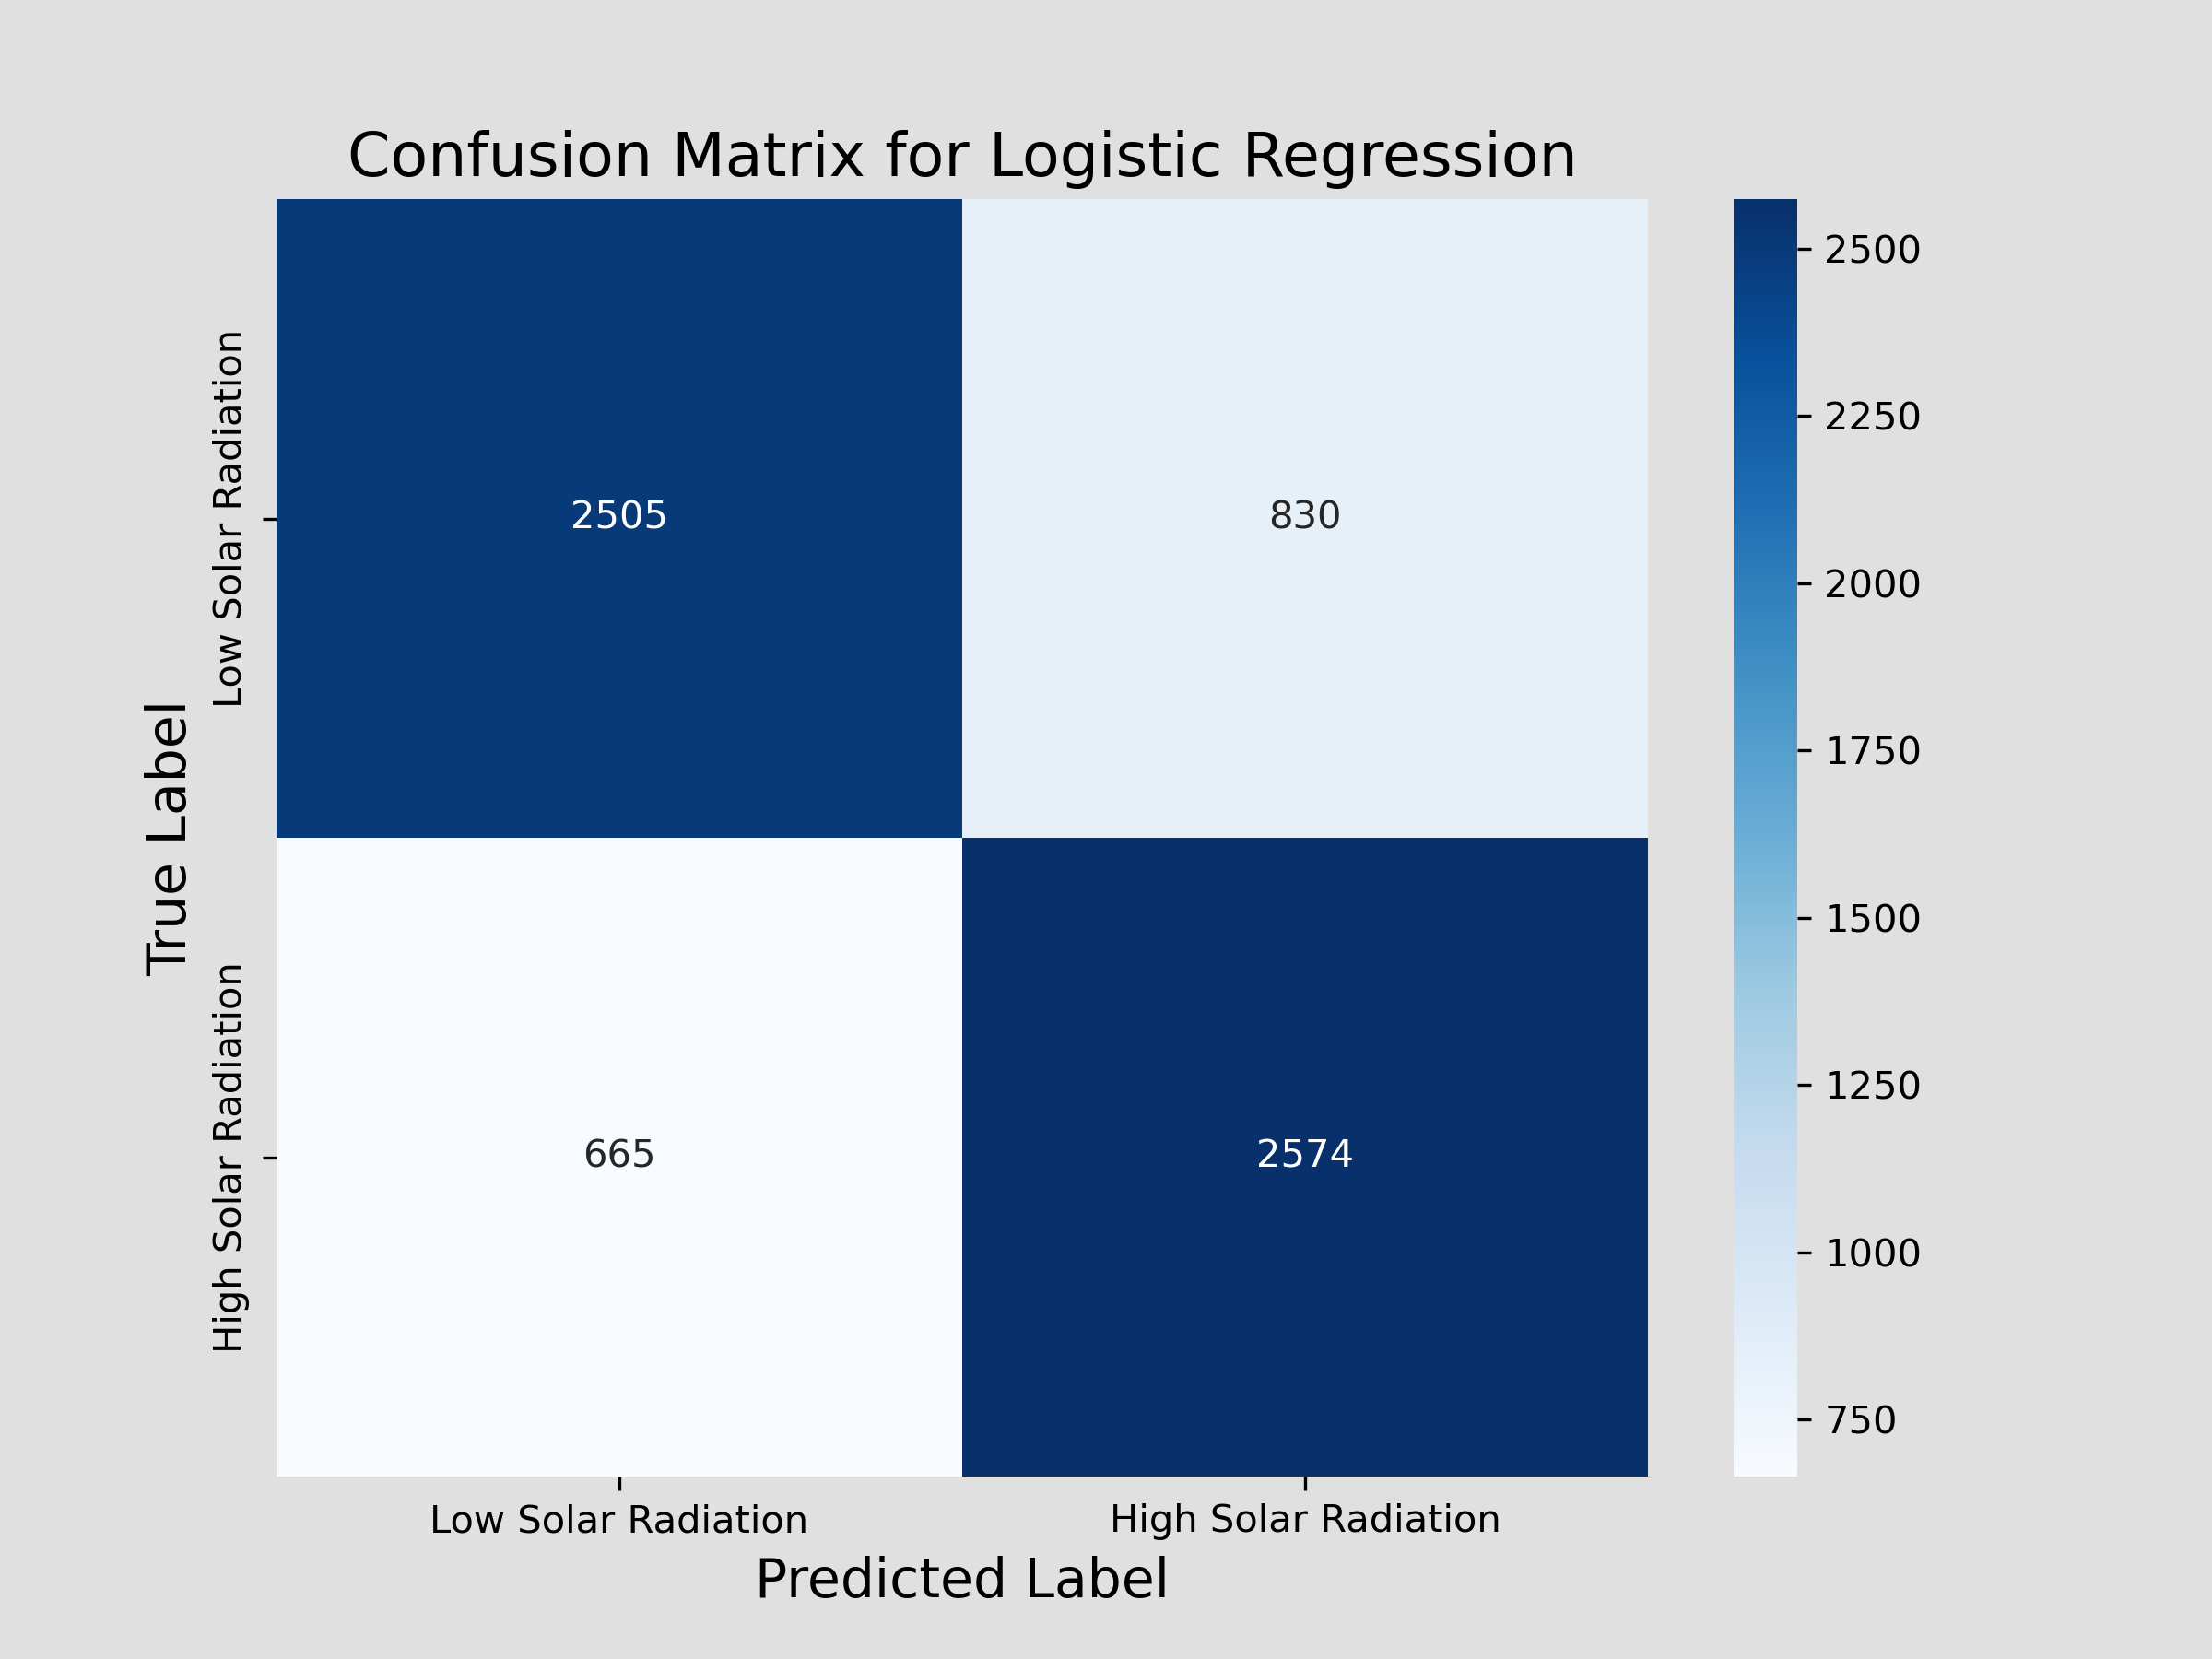 Confusion Matrix for Logistic Regression
True Label
Low Solar Radiation
High Solar Radiation
2505
830
665
2574
Low Solar Radiation
High Solar Radiation
Predicted Label
2500
2250
2000
1750
1500
1250
1000
750